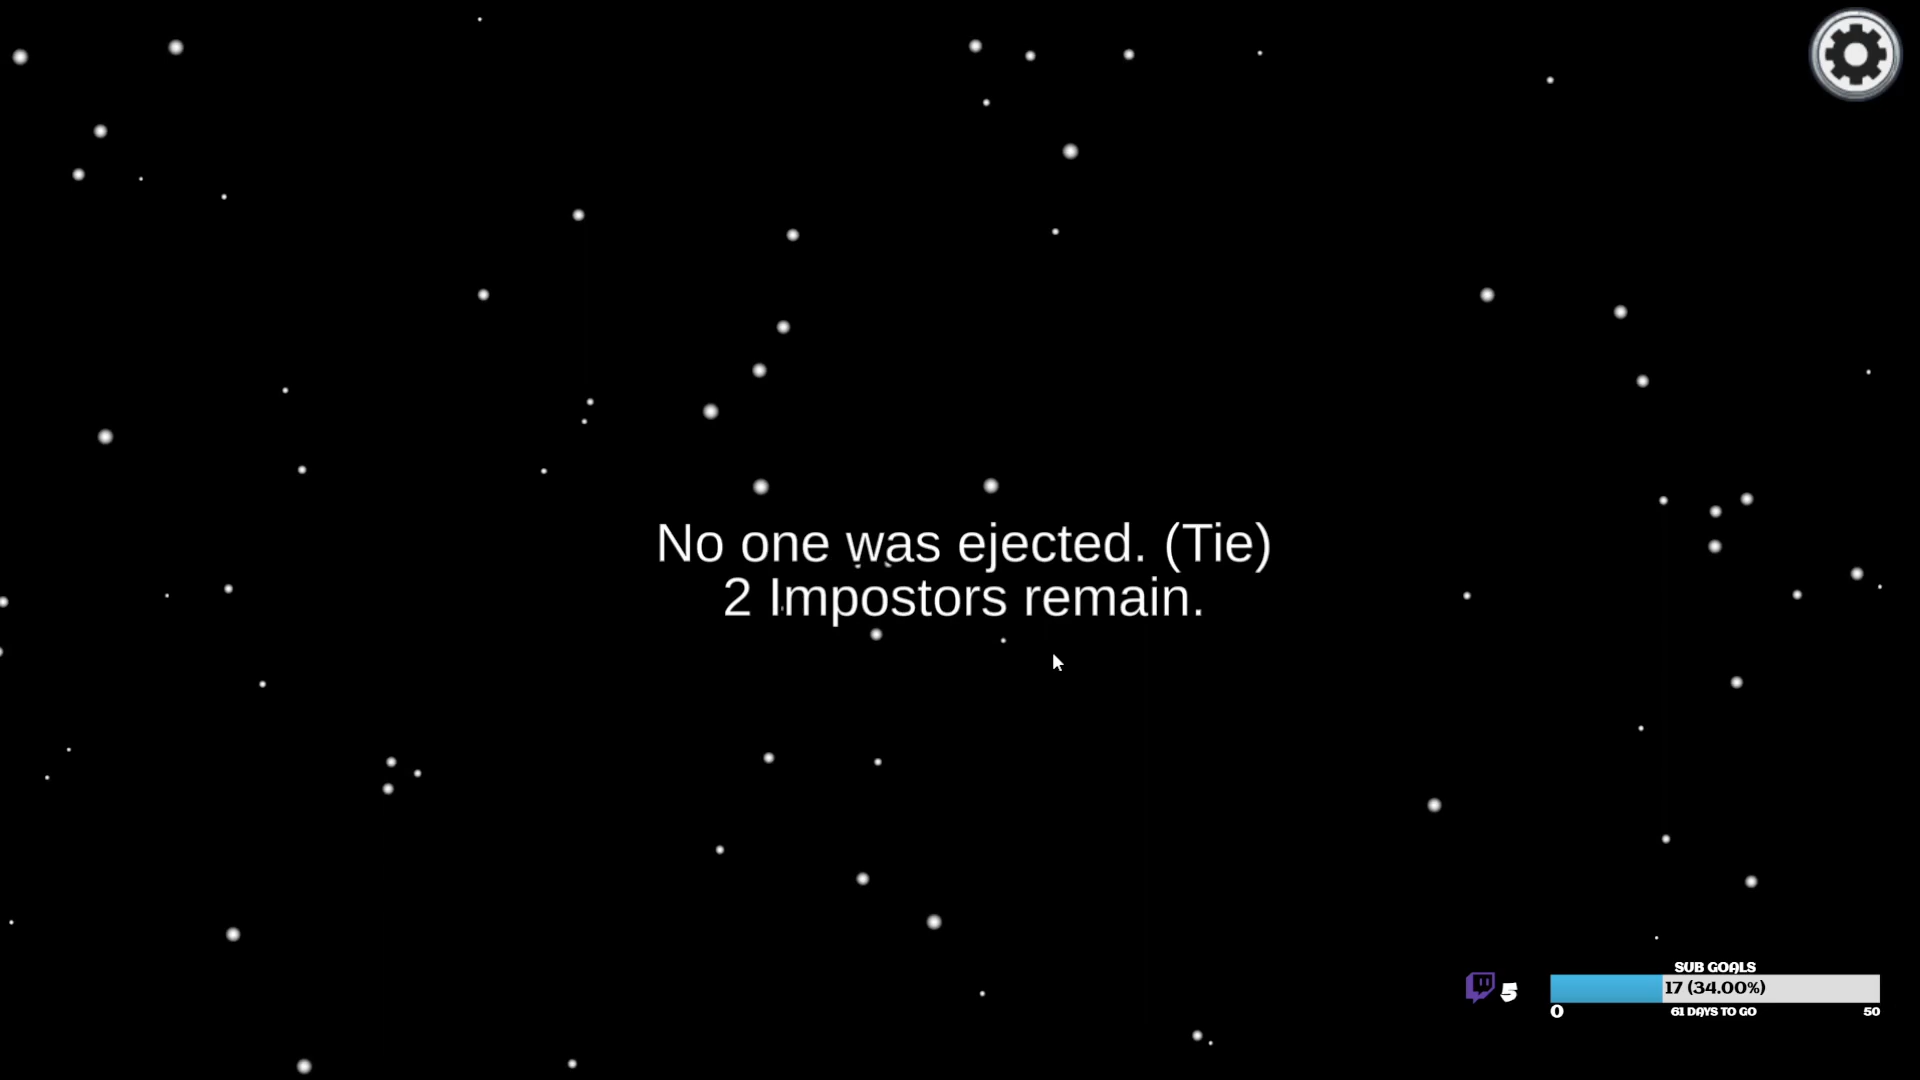 No one was ejected. (Tie)
2 Impostors remain.
SUB GOALS
5
17 (34.00%)
0
61 DAYS TO GO
50